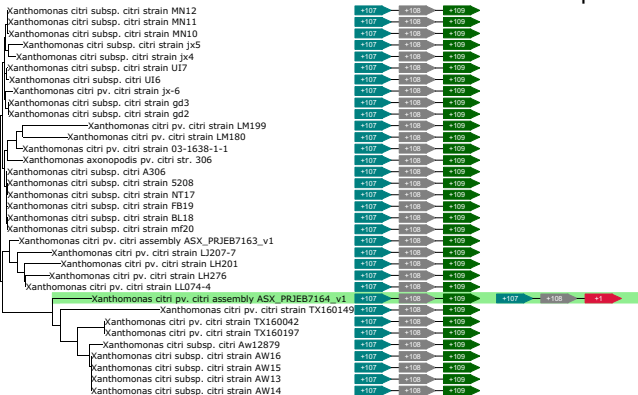 Xanthomonas citri subsp. citri strain MN12 +107 +108 +109
Xanthomonas citri subsp. citri strain MN11 +107 +108 +109
Xanthomonas citri subsp. citri strain MN10 +107 +108 +109
Xanthomonas citri subsp. citri strain jx5 +107 +108 +109
Xanthomonas citri subsp. citri strain jx4 +107 +108 +109
Xanthomonas citri subsp. citri strain UI7 +107 +108 +109
Xanthomonas citri subsp. citri UI6 +107 +108 +109
Xanthomonas citri pv. citri strain jx-6 +107 +108 +109
Xanthomonas citri subsp. citri strain gd3 +107 +108 +109
Xanthomonas citri subsp. citri strain gd2 +107 +108 +109
Xanthomonas citri pv. citri strain LM199 +107 +108 +109
Xanthomonas citri pv. citri strain LM180 +107 +108 +109
Xanthomonas citri pv. citri strain 03-1638-1-1 +107 +108 +109
Xanthomonas axonopodis pv. citri str. 306 +107 +108 +109
Xanthomonas citri subsp. citri A306 +107 +108 +109
Xanthomonas citri subsp. citri strain 5208 +107 +108 +109
Xanthomonas citri subsp. citri strain NT17 +107 +108 +109
Xanthomonas citri subsp. citri strain FB19 +107 +108 +109
Xanthomonas citri subsp. citri strain BL18 +107 +108 +109
Xanthomonas citri subsp. citri strain mf20 +107 +108 +109
Xanthomonas citri pv. citri assembly ASX_PRJEB7163_v1 +107 +108 +109
Xanthomonas citri pv. citri strain LJ207-7 +107 +108 +109
Xanthomonas citri pv. citri strain LH201 +107 +108 +109
Xanthomonas citri pv. citri strain LH276 +107 +108 +109
Xanthomonas citri pv. citri strain LL074-4 +107 +108 +109
Xanthomonas citri pv. citri assembly ASX_PRJEB7164_v1 +107 +108 +109 +107 +108 +1
Xanthomonas citri pv. citri strain TX160149 +107 +108 +109
Xanthomonas citri pv. citri strain TX160042 +107 +108 +109
Xanthomonas citri pv. citri strain TX160197 +107 +108 +109
Xanthomonas citri subsp. citri Aw12879 +107 +108 +109
Xanthomonas citri subsp. citri strain AW16 +107 +108 +109
Xanthomonas citri subsp. citri strain AW15 +107 +108 +109
Xanthomonas citri subsp. citri strain AW13 +107 +108 +109
Xanthomonas citri subsp. citri strain AW14 +107 +108 +109